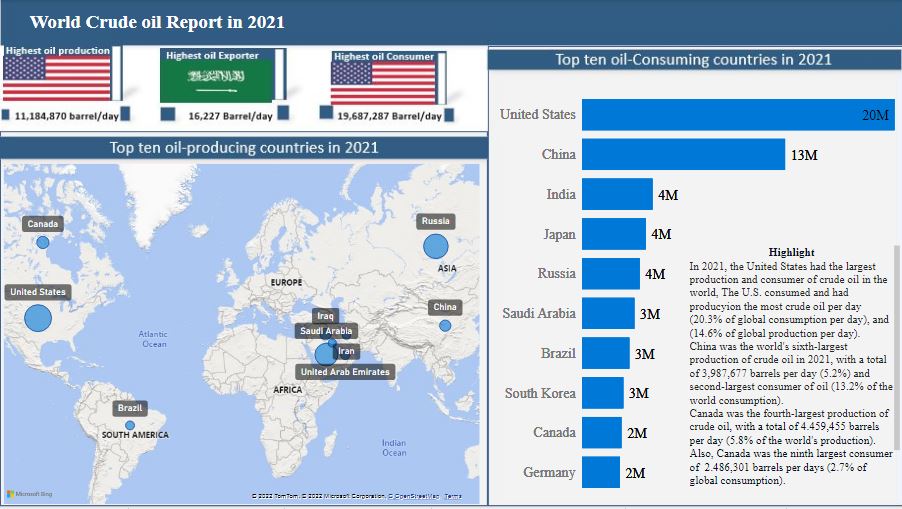 World Crude oil Report in 2021
Highest oil production
Highest oil Exporter
Highest oil Consumer
11,184,870 barrel/day
16,227 Barrel/day
19,687,287 Barrel/day
Top ten oil-producing countries in 2021
Canada
Russia
ASIA
United States
EUROPE
China
Iraq
Atlantic
Ocean
Saudi Arabia
Iran
United Arab Emirates
AFRICA
Brazil
SOUTH AMERICA
Indian
Ocean
Microsoft Bing
© 2022 TomTom, © 2022 Microsoft Corporation, © OpenStreetMap Terms
Top ten oil-Consuming countries in 2021
United States 20M
China 13M
India 4M
Japan 4M
Russia 4M
Saudi Arabia 3M
Brazil 3M
South Korea 3M
Canada 2M
Germany 2M
Highlight
In 2021, the United States had the largest
production and consumer of crude oil in the
world, The U.S. consumed and had
producyion the most crude oil per day
(20.3% of global consumption per day), and
(14.6% of global production per day).
China was the world's sixth-largest
production of crude oil in 2021, with a total
of 3,987,677 barrels per day (5.2%) and
second-largest consumer of oil (13.2% of the
world consumption).
Canada was the fourth-largest production of
crude oil, with a total of 4.459,455 barrels
per day (5.8% of the world's production).
Also, Canada was the ninth largest consumer
of 2.486,301 barrels per days (2.7% of
global consumption).